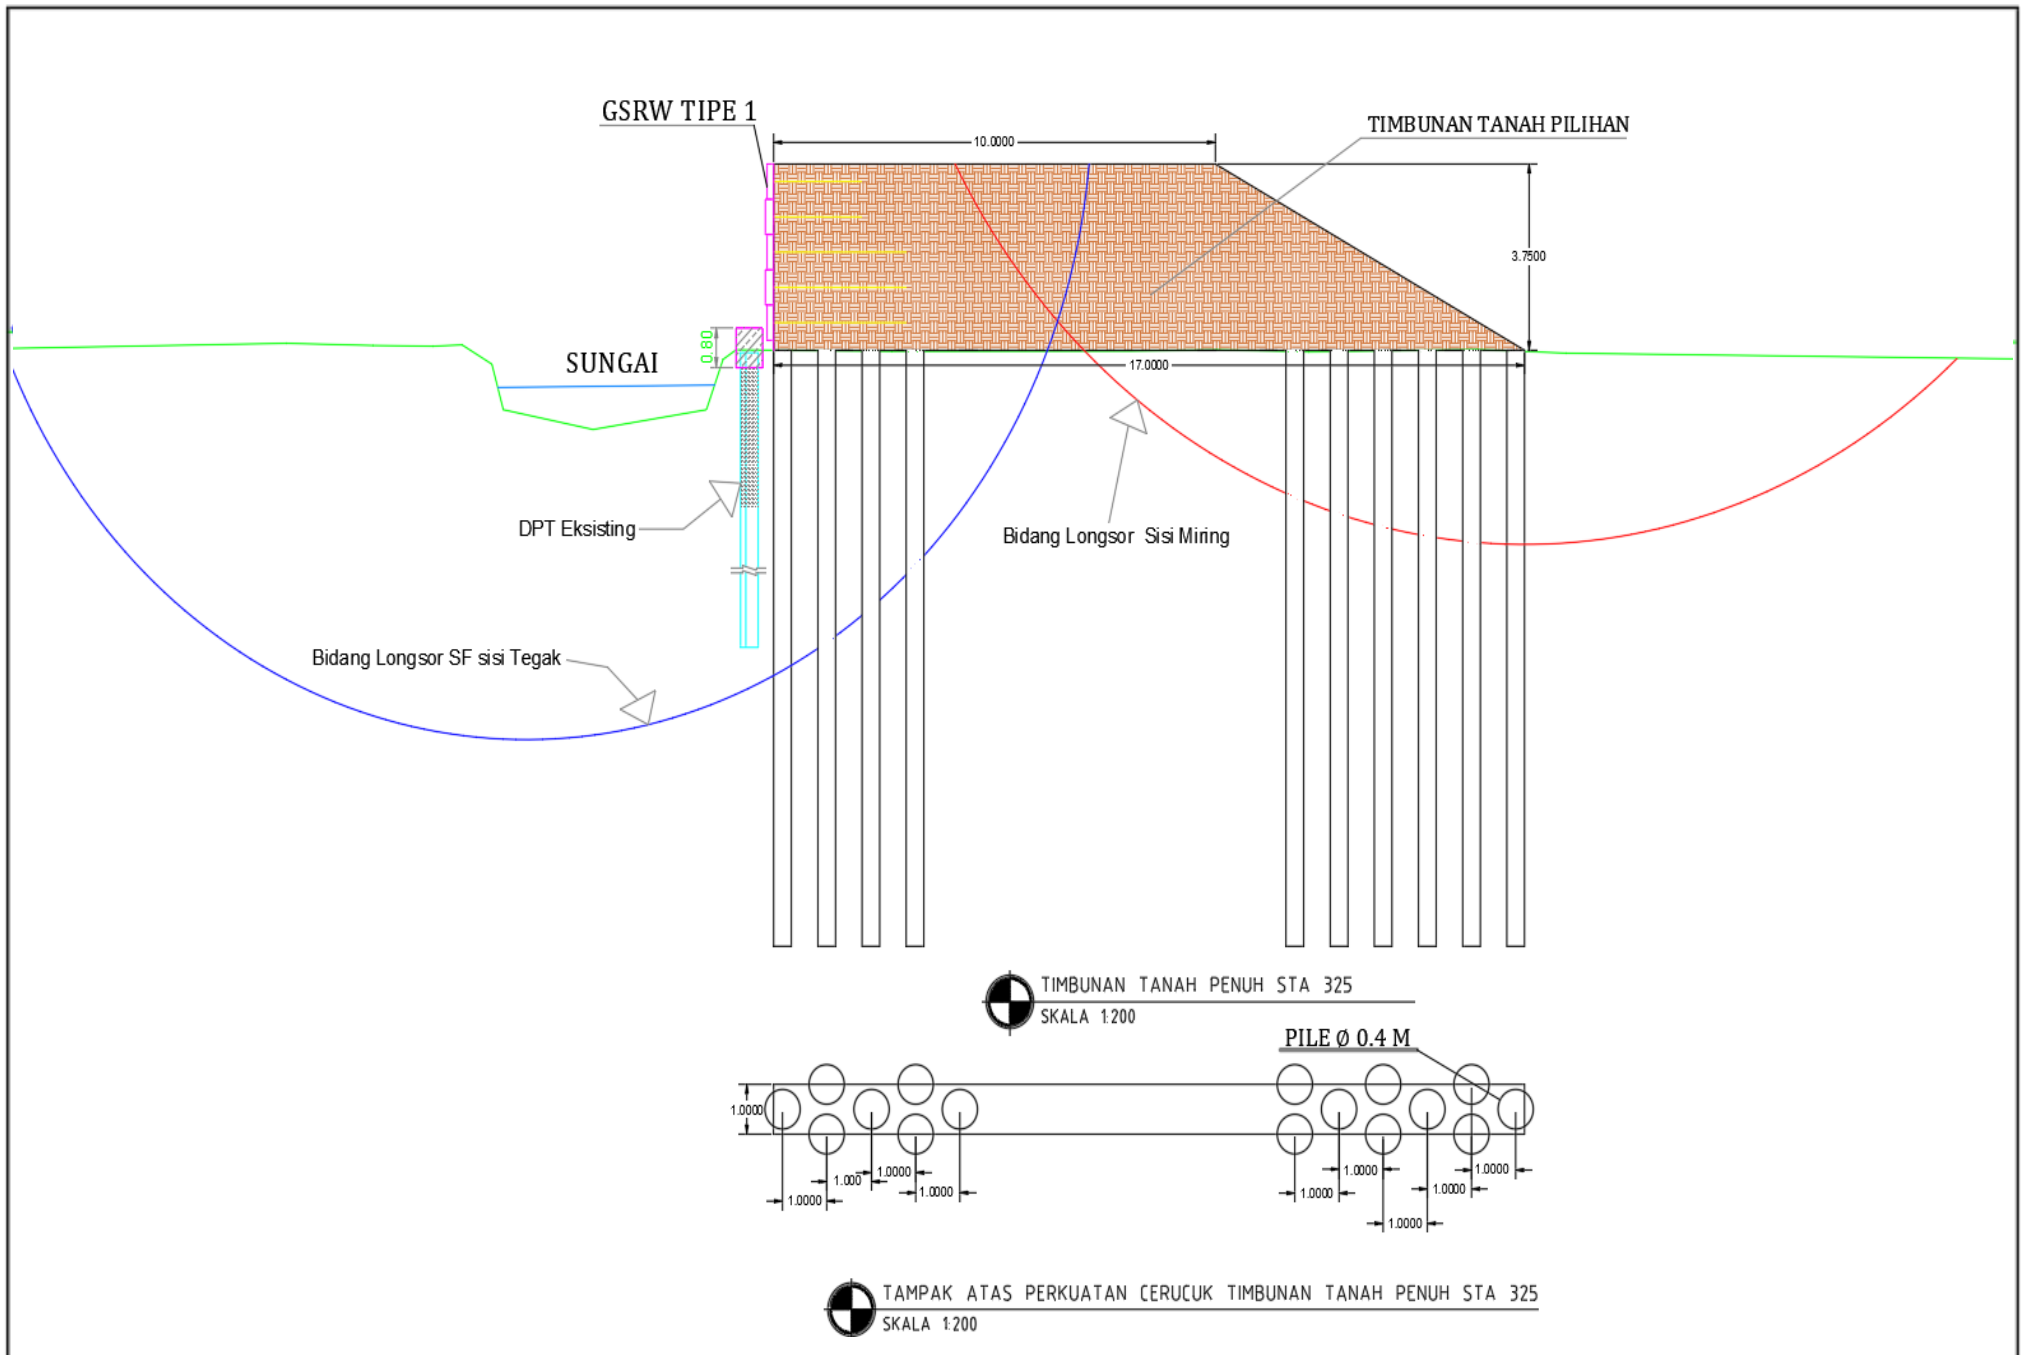 GSRW TIPE 1
TIMBUNAN TANAH PILIHAN
10.0000
3.7500
0.80
SUNGAI
17.0000
DPT Eksisting
Bidang Longsor Sisi Miring
Bidang Longsor SF sisi Tegak
TIMBUNAN TANAH PENUH STA 325
SKALA 1:200
PILE Ø 0.4 M
1.0000
1.0000
1.000
1.0000
1.0000
1.0000
1.0000
1.0000
1.0000
1.0000
TAMPAK ATAS PERKUATAN CERUCUK TIMBUNAN TANAH PENUH STA 325
SKALA 1:200